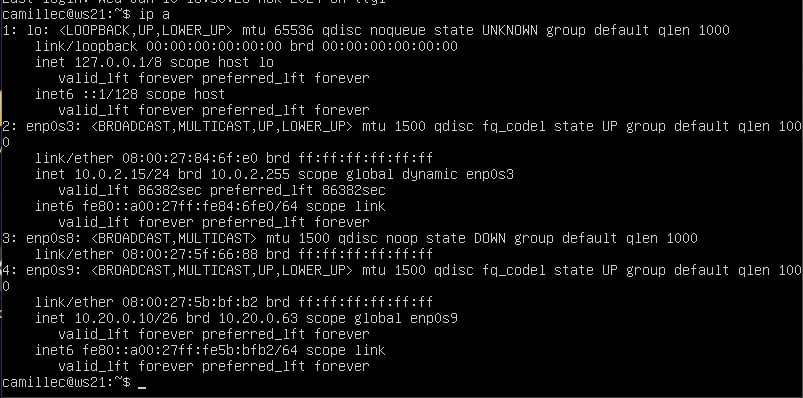 camillec@ws21:~$ ip a
1: lo: <LOOPBACK,UP,LOWER_UP> mtu 65536 qdisc noqueue state UNKNOWN group default qlen 1000
    link/loopback 00:00:00:00:00:00 brd 00:00:00:00:00:00
    inet 127.0.0.1/8 scope host lo
       valid_lft forever preferred_lft forever
    inet6 ::1/128 scope host
       valid_lft forever preferred_lft forever
2: enp0s3: <BROADCAST,MULTICAST,UP,LOWER_UP> mtu 1500 qdisc fq_codel state UP group default qlen 100
0
    link/ether 08:00:27:84:6f:e0 brd ff:ff:ff:ff:ff:ff
    inet 10.0.2.15/24 brd 10.0.2.255 scope global dynamic enp0s3
       valid_lft 86382sec preferred_lft 86382sec
    inet6 fe80::a00:27ff:fe84:6fe0/64 scope link
       valid_lft forever preferred_lft forever
3: enp0s8: <BROADCAST,MULTICAST> mtu 1500 qdisc noop state DOWN group default qlen 1000
    link/ether 08:00:27:5f:66:88 brd ff:ff:ff:ff:ff:ff
4: enp0s9: <BROADCAST,MULTICAST,UP,LOWER_UP> mtu 1500 qdisc fq_codel state UP group default qlen 100
0
    link/ether 08:00:27:5b:bf:b2 brd ff:ff:ff:ff:ff:ff
    inet 10.20.0.10/26 brd 10.20.0.63 scope global enp0s9
       valid_lft forever preferred_lft forever
    inet6 fe80::a00:27ff:fe5b:bfb2/64 scope link
       valid_lft forever preferred_lft forever
camillec@ws21:~$ _